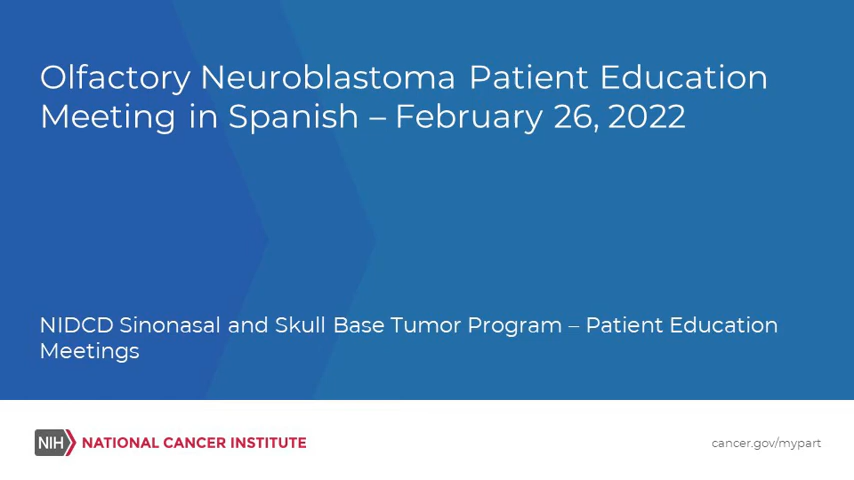 Olfactory Neuroblastoma Patient Education
Meeting in Spanish – February 26, 2022
NIDCD Sinonasal and Skull Base Tumor Program – Patient Education
Meetings
NIH NATIONAL CANCER INSTITUTE
cancer.gov/mypart